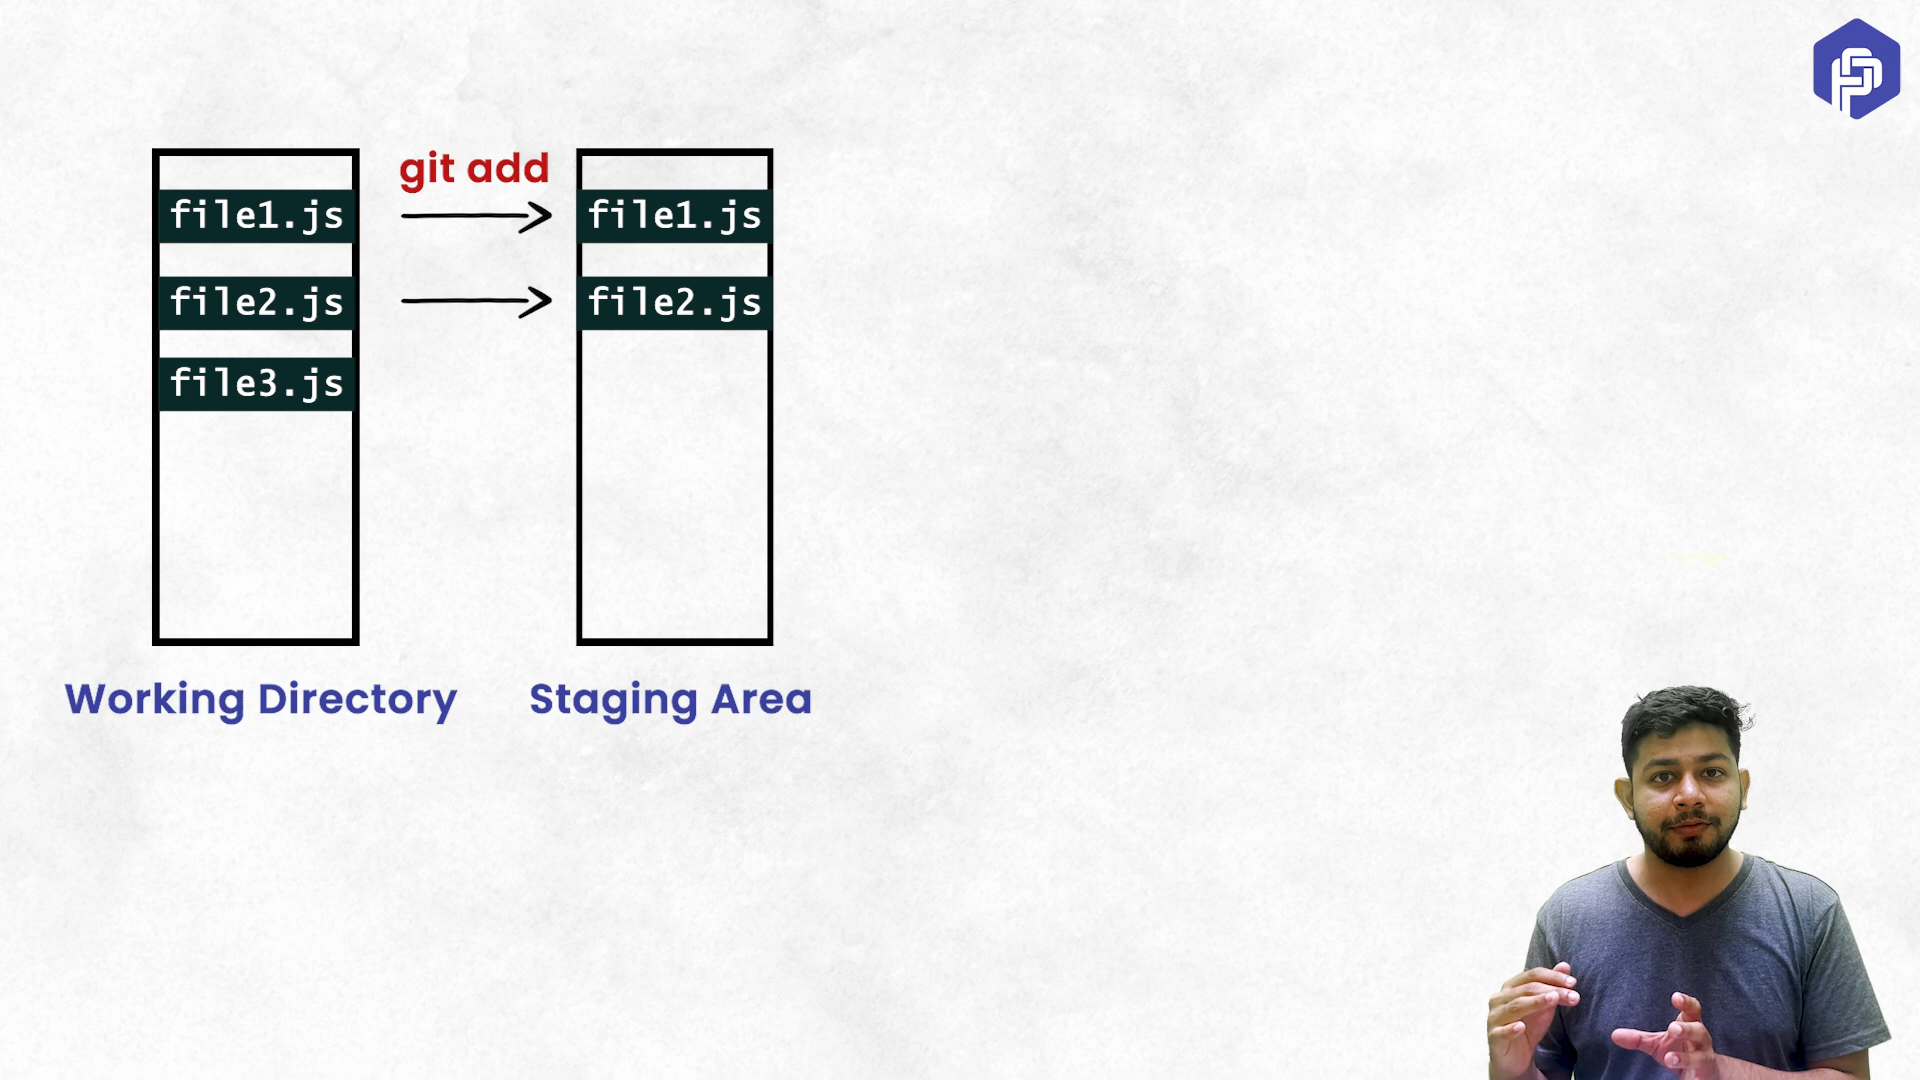 git add
file1.js
file1.js
file2.js
file2.js
file3.js
Working Directory
Staging Area